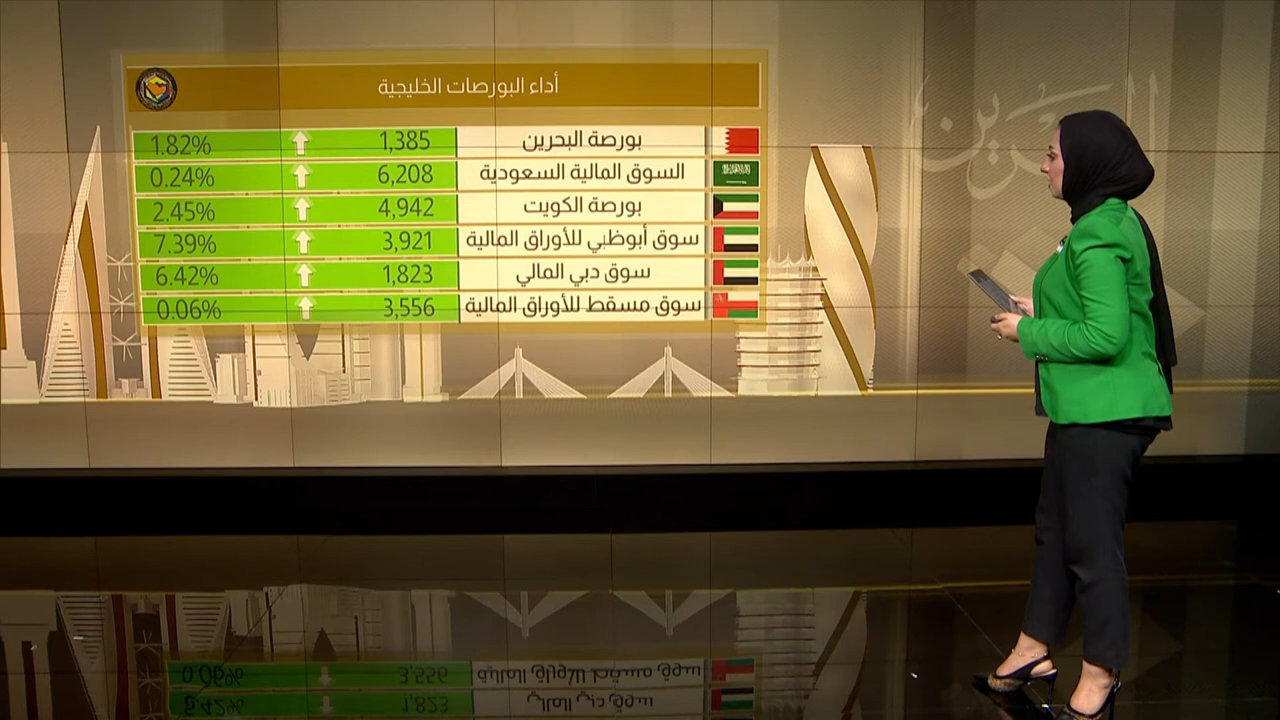 أداء البورصات الخليجية
بورصة البحرين 1,385 1.82%
السوق المالية السعودية 6,208 0.24%
بورصة الكويت 4,942 2.45%
سوق أبوظبي للأوراق المالية 3,921 7.39%
سوق دبي المالي 1,823 6.42%
سوق مسقط للأوراق المالية 3,556 0.06%
البحرين